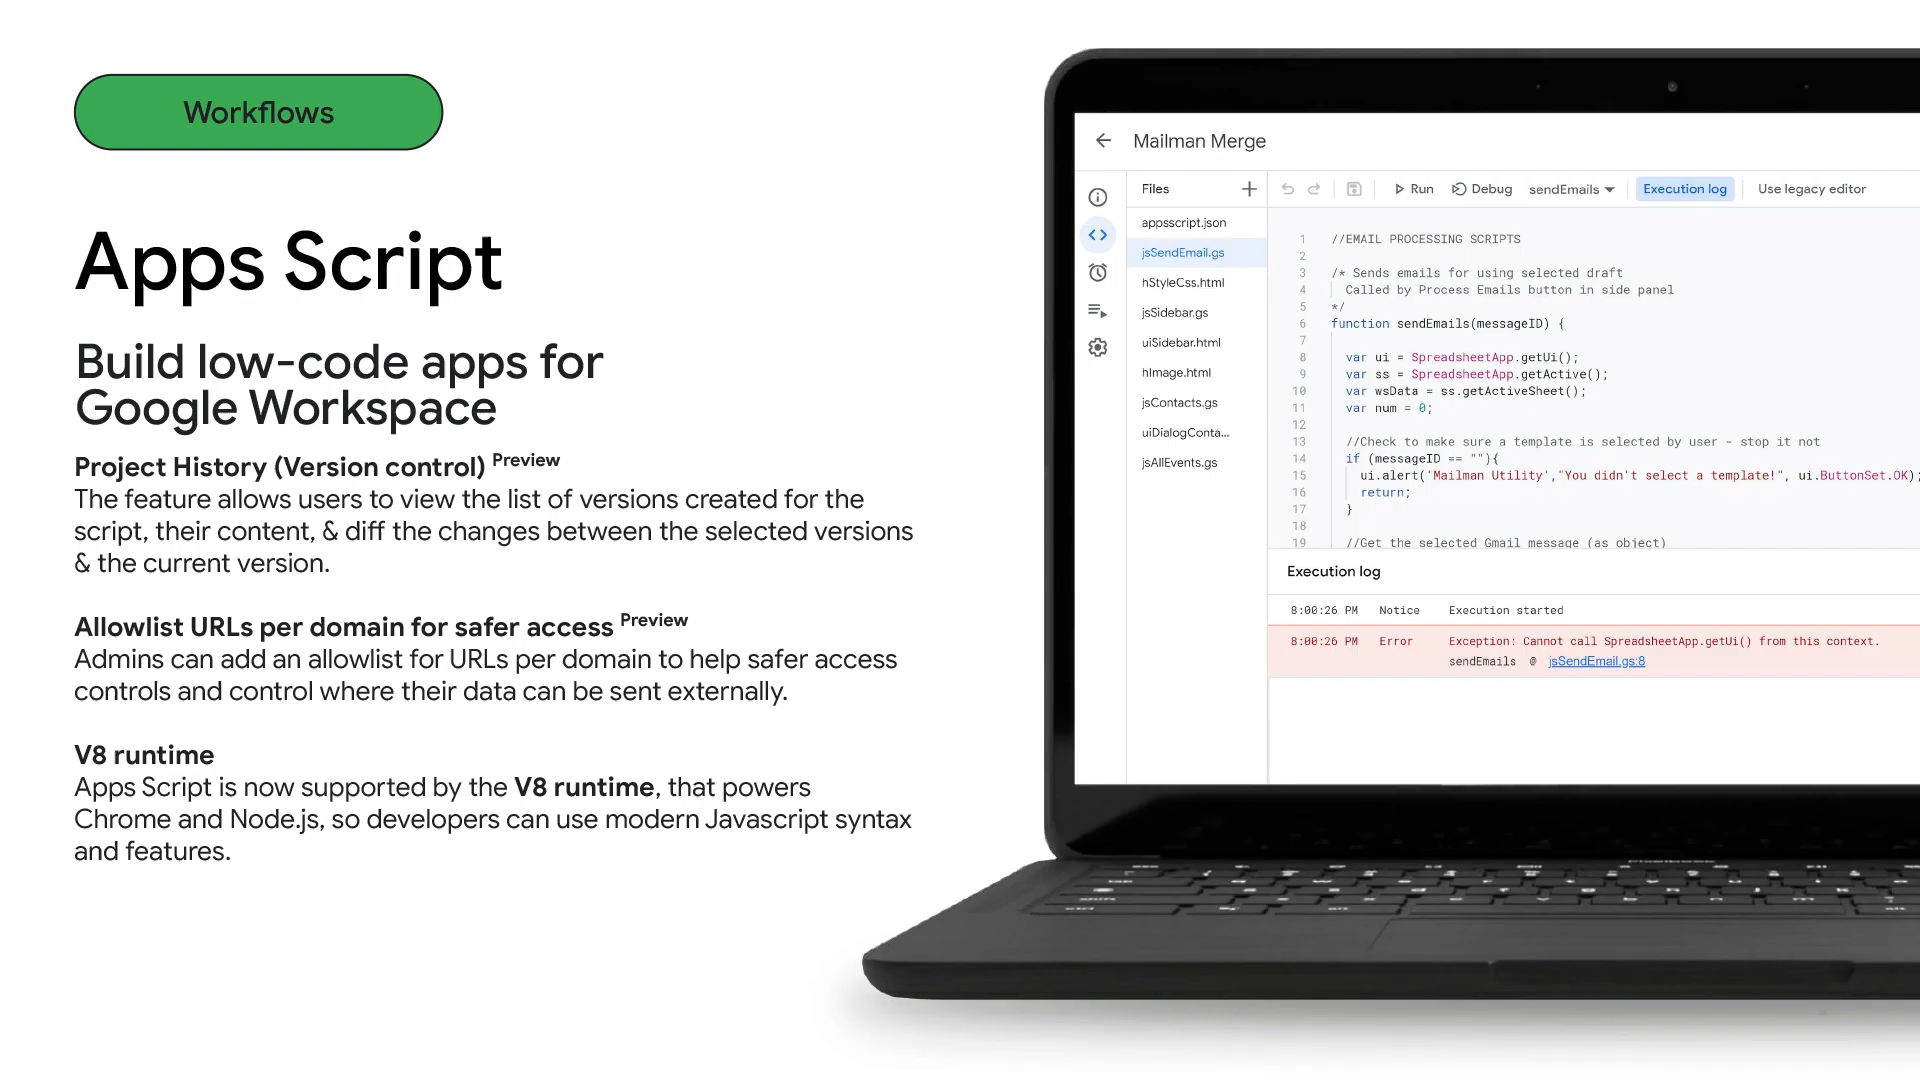 Workflows
Apps Script
Build low-code apps for
Google Workspace
Project History (Version control) Preview
The feature allows users to view the list of versions created for the
script, their content, & diff the changes between the selected versions
& the current version.
Allowlist URLs per domain for safer access Preview
Admins can add an allowlist for URLs per domain to help safer access
controls and control where their data can be sent externally.
V8 runtime
Apps Script is now supported by the V8 runtime, that powers
Chrome and Node.js, so developers can use modern Javascript syntax
and features.
Mailman Merge
Files
Run Debug sendEmails Execution log Use legacy editor
appsscript.json
jsSendEmail.gs
hStyleCss.html
jsSidebar.gs
uiSidebar.html
hImage.html
jsContacts.gs
uiDialogConta...
jsAllEvents.gs
1 //EMAIL PROCESSING SCRIPTS
2
3 /* Sends emails for using selected draft
4 Called by Process Emails button in side panel
5 */
6 function sendEmails(messageID) {
7
8 var ui = SpreadsheetApp.getUi();
9 var ss = SpreadsheetApp.getActive();
10 var wsData = ss.getActiveSheet();
11 var num = 0;
12
13 //Check to make sure a template is selected by user - stop it not
14 if (messageID == ""){
15 ui.alert('Mailman Utility',"You didn't select a template!", ui.ButtonSet.OK);
16 return;
17 }
18
19 //Get the selected Gmail message (as object)
Execution log
8:00:26 PM Notice Execution started
8:00:26 PM Error Exception: Cannot call SpreadsheetApp.getUi() from this context.
sendEmails @ jsSendEmail.gs:8